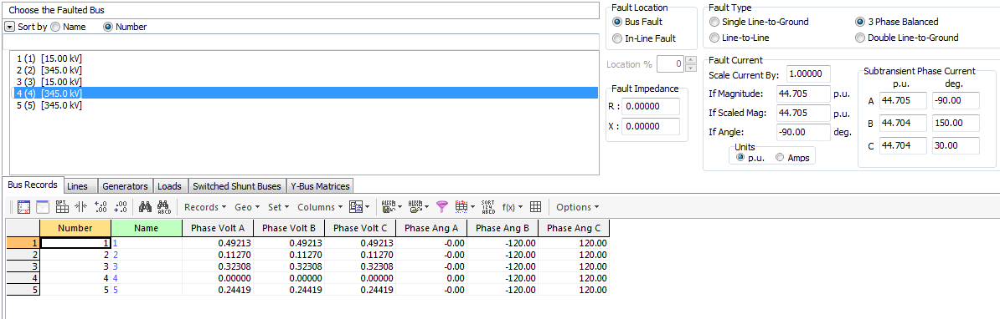 Choose the Faulted Bus
Sort by Name Number
1 (1) [15.00 kV]
2 (2) [345.0 kV]
3 (3) [15.00 kV]
4 (4) [345.0 kV]
5 (5) [345.0 kV]
Fault Location
Bus Fault
In-Line Fault
Location % 0
Fault Impedance
R : 0.00000
X : 0.00000
Fault Type
Single Line-to-Ground 3 Phase Balanced
Line-to-Line Double Line-to-Ground
Fault Current
Scale Current By: 1.00000
If Magnitude: 44.705 p.u.
If Scaled Mag: 44.705 p.u.
If Angle: -90.00 deg.
Units
p.u. Amps
Subtransient Phase Current
p.u. deg.
A 44.705 -90.00
B 44.704 150.00
C 44.704 30.00
Bus Records Lines Generators Loads Switched Shunt Buses Y-Bus Matrices
Records Geo Set Columns f(x) Options
Number Name Phase Volt A Phase Volt B Phase Volt C Phase Ang A Phase Ang B Phase Ang C
1 1 1 0.49213 0.49213 0.49213 -0.00 -120.00 120.00
2 2 2 0.11270 0.11270 0.11270 -0.00 -120.00 120.00
3 3 3 0.32308 0.32308 0.32308 -0.00 -120.00 120.00
4 4 4 0.00000 0.00000 0.00000 0.00 -120.00 120.00
5 5 5 0.24419 0.24419 0.24419 -0.00 -120.00 120.00